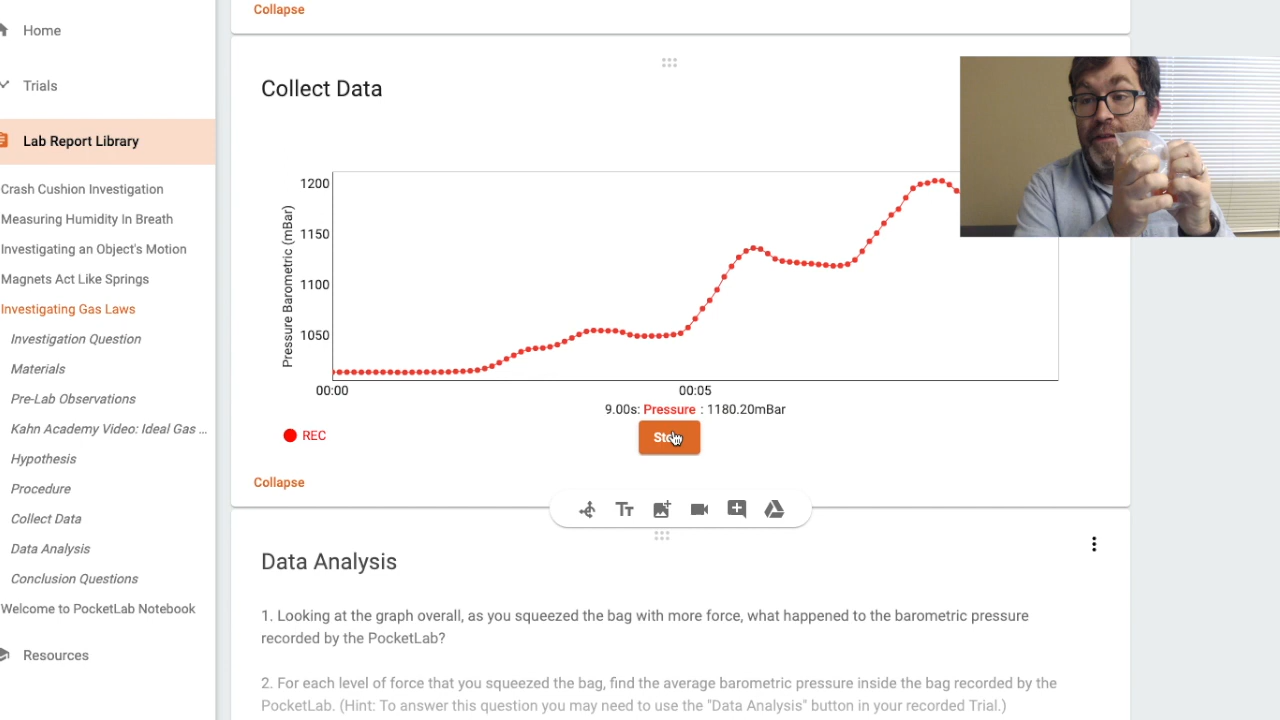 Collapse
Home
Trials
Lab Report Library
Crash Cushion Investigation
Measuring Humidity In Breath
Investigating an Object's Motion
Magnets Act Like Springs
Investigating Gas Laws
Investigation Question
Materials
Pre-Lab Observations
Kahn Academy Video: Ideal Gas ...
Hypothesis
Procedure
Collect Data
Data Analysis
Conclusion Questions
Welcome to PocketLab Notebook
Resources
Collect Data
Pressure Barometric (mBar)
1200
1150
1100
1050
00:00
00:05
9.00s: Pressure : 1180.20mBar
REC
Collapse
Tт
Data Analysis
1. Looking at the graph overall, as you squeezed the bag with more force, what happened to the barometric pressure
recorded by the PocketLab?
2. For each level of force that you squeezed the bag, find the average barometric pressure inside the bag recorded by the
PocketLab. (Hint: To answer this question you may need to use the "Data Analysis" button in your recorded Trial.)